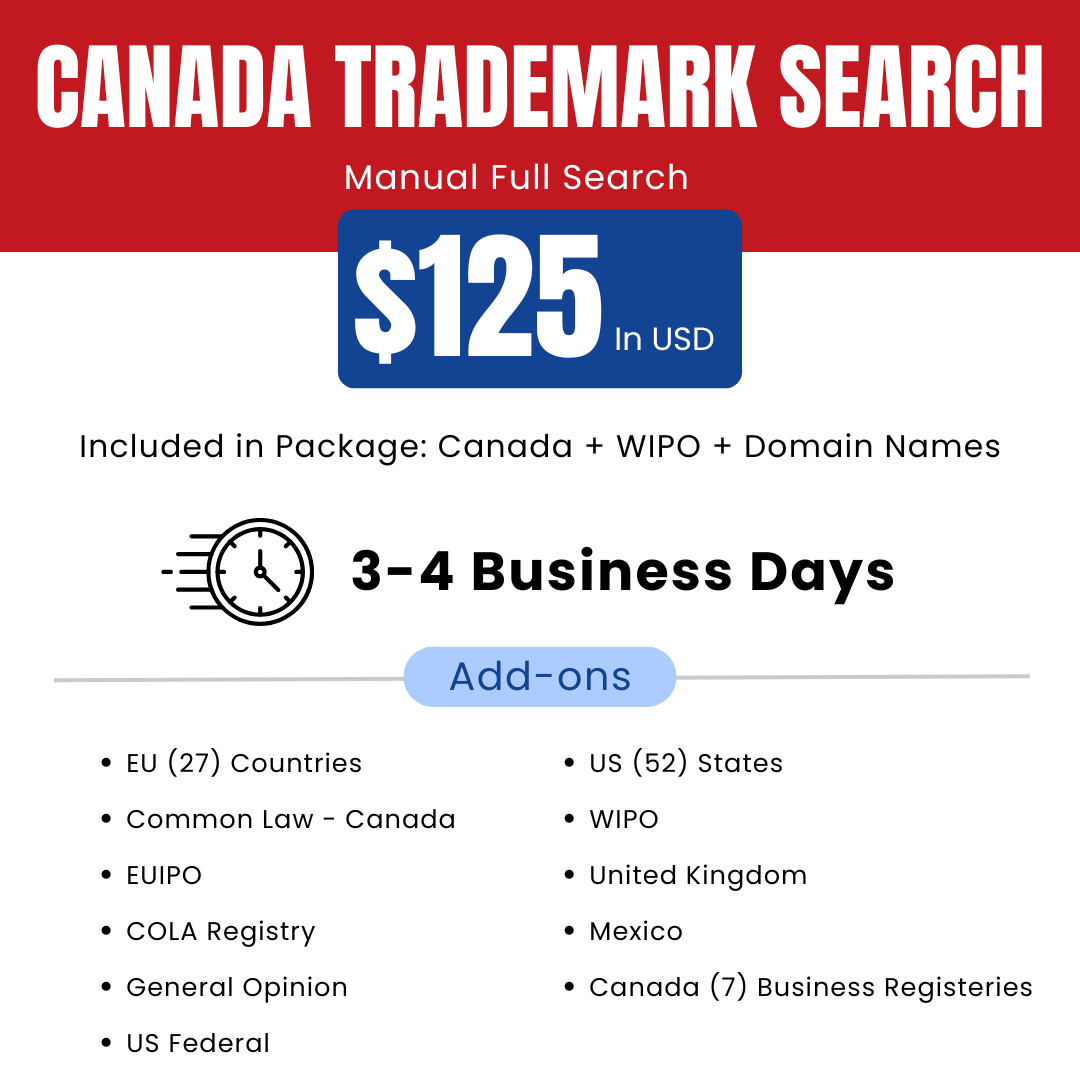 CANADA TRADEMARK SEARCH
Manual Full Search
$125 In USD
Included in Package: Canada + WIPO + Domain Names
3-4 Business Days
Add-ons
• EU (27) Countries
• Common Law - Canada
• EUIPO
• COLA Registry
• General Opinion
• US Federal
• US (52) States
• WIPO
• United Kingdom
• Mexico
• Canada (7) Business Registeries